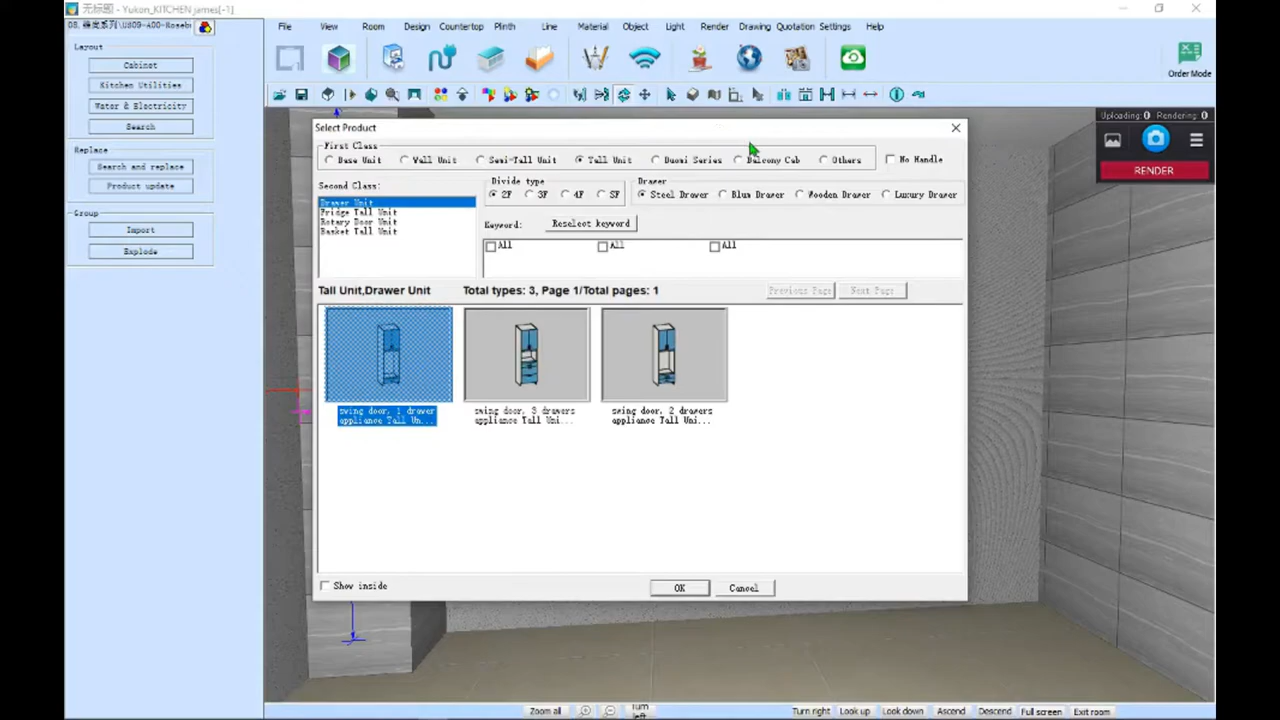 无标题 - Yukon_KITCHEN james[-1]
File View Room Design Countertop Plinth Line Material Object Light Render Drawing Quotation Settings Help
Order Mode
Layout
Cabinet
Kitchen Utilities
Water & Electricity
Search
Replace
Search and replace
Product update
Group
Import
Explode
Uploading: 0 Rendering: 0
RENDER
Select Product
First Class
Base Unit Wall Unit Semi-Tall Unit Tall Unit Duomi Series Balcony Cab Others No Handle
Second Class:
Drawer Unit
Fridge Tall Unit
Rotary Door Unit
Basket Tall Unit
Divide type
2F 3F 4F 5F
Drawer
Steel Drawer Blum Drawer Wooden Drawer Luxury Drawer
Keyword: Reselect keyword
All All All
Tall Unit,Drawer Unit Total types: 3, Page 1/Total pages: 1 Previous Page Next Page
swing door, 1 drawer
appliance Tall Un...
swing door, 3 drawers
appliance Tall Uni...
swing door, 2 drawers
appliance Tall Uni...
Show inside OK Cancel
Zoom all Turn left Turn right Look up Look down Ascend Descend Full screen Exit room